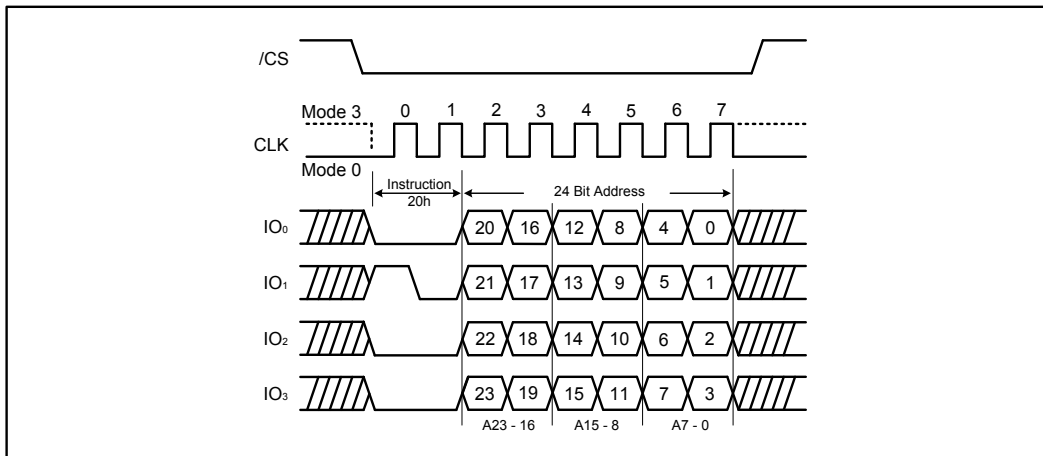 /CS
Mode 3 0 1 2 3 4 5 6 7
CLK
Mode 0
Instruction 24 Bit Address
20h
IO₀ 20 16 12 8 4 0
IO₁ 21 17 13 9 5 1
IO₂ 22 18 14 10 6 2
IO₃ 23 19 15 11 7 3
A23 - 16 A15 - 8 A7 - 0